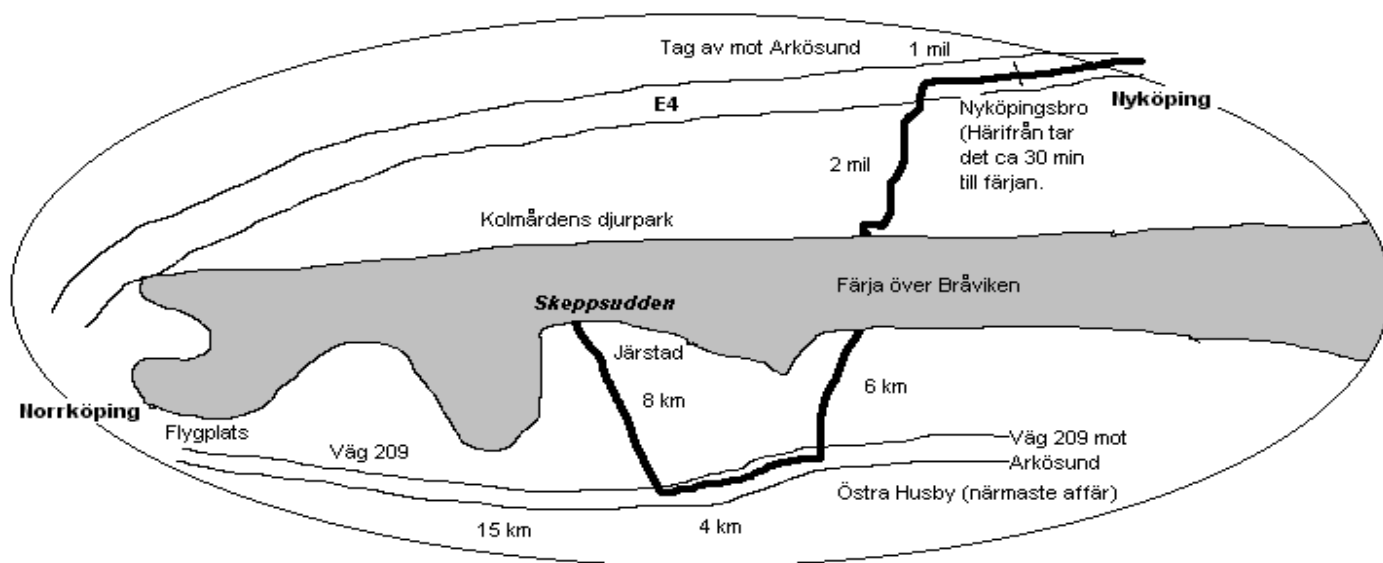 Tag av mot Arkösund
1 mil
E4
Nyköping
Nyköpingsbro
(Härifrån tar
det ca 30 min
till färjan.
2 mil
Kolmårdens djurpark
Färja över Bråviken
Skeppsudden
Järstad
8 km
6 km
Norrköping
Flygplats
Väg 209
Väg 209 mot
Arkösund
Östra Husby (närmaste affär)
15 km
4 km